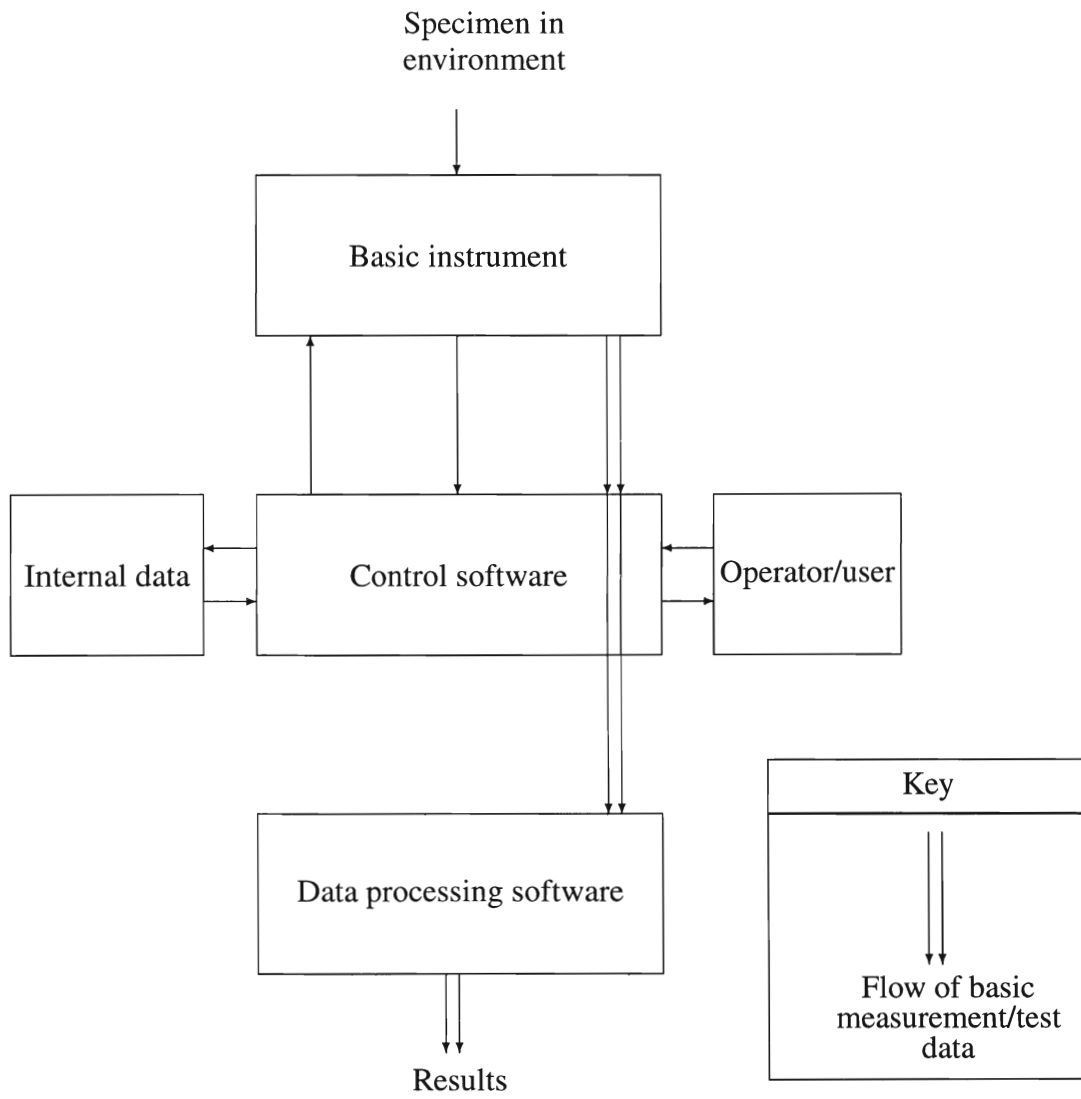 Specimen in
environment
Basic instrument
Internal data
Control software
Operator/user
Key
Data processing software
Flow of basic
measurement/test
data
Results